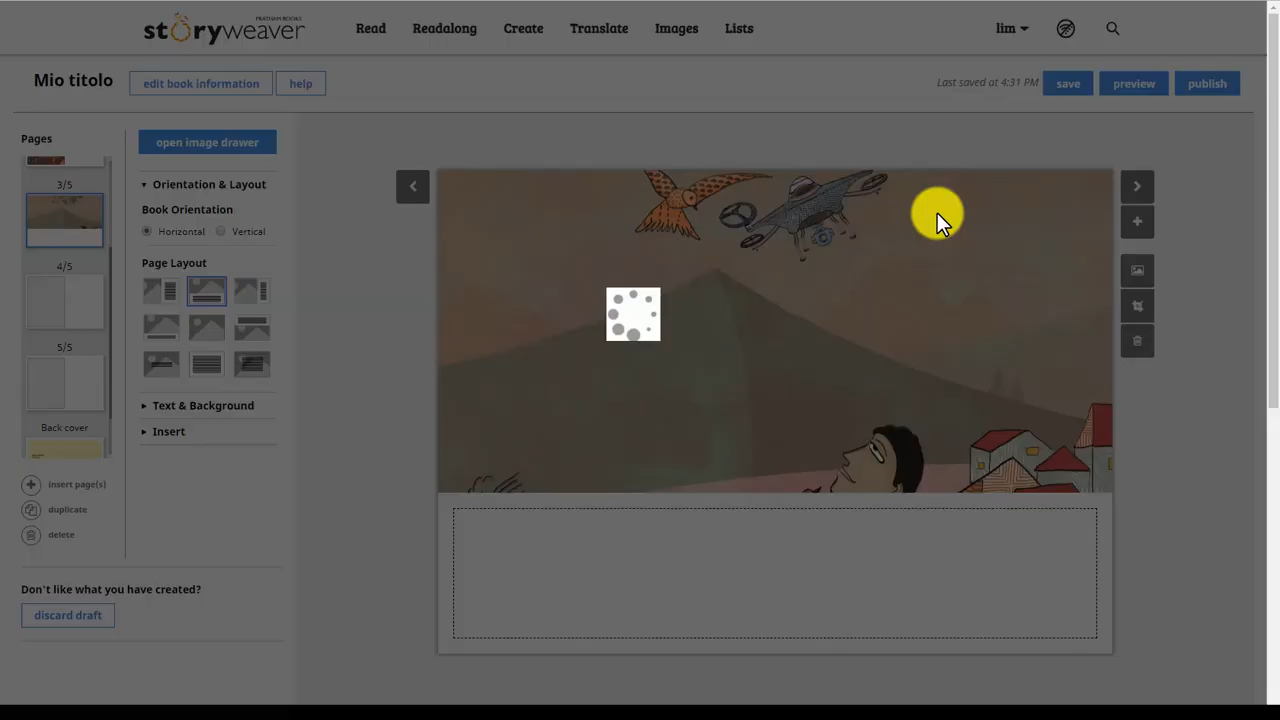 PRATHAM BOOKS
storyweaver
Read
Readalong
Create
Translate
Images
Lists
lim
Mio titolo
edit book information
help
Last saved at 4:31 PM
save
preview
publish
Pages
open image drawer
3/5
Orientation & Layout
Book Orientation
Horizontal
Vertical
4/5
Page Layout
5/5
Text & Background
Back cover
Insert
insert page(s)
duplicate
delete
Don't like what you have created?
discard draft